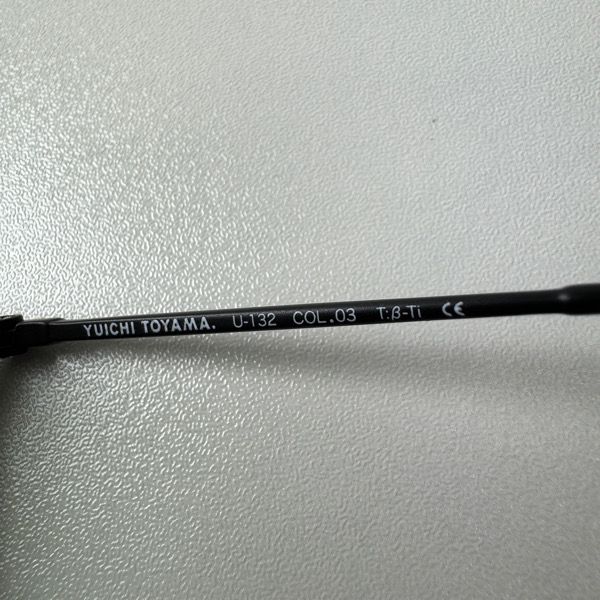 YUICHI TOYAMA. U-132 COL.03 T:β-Ti CE